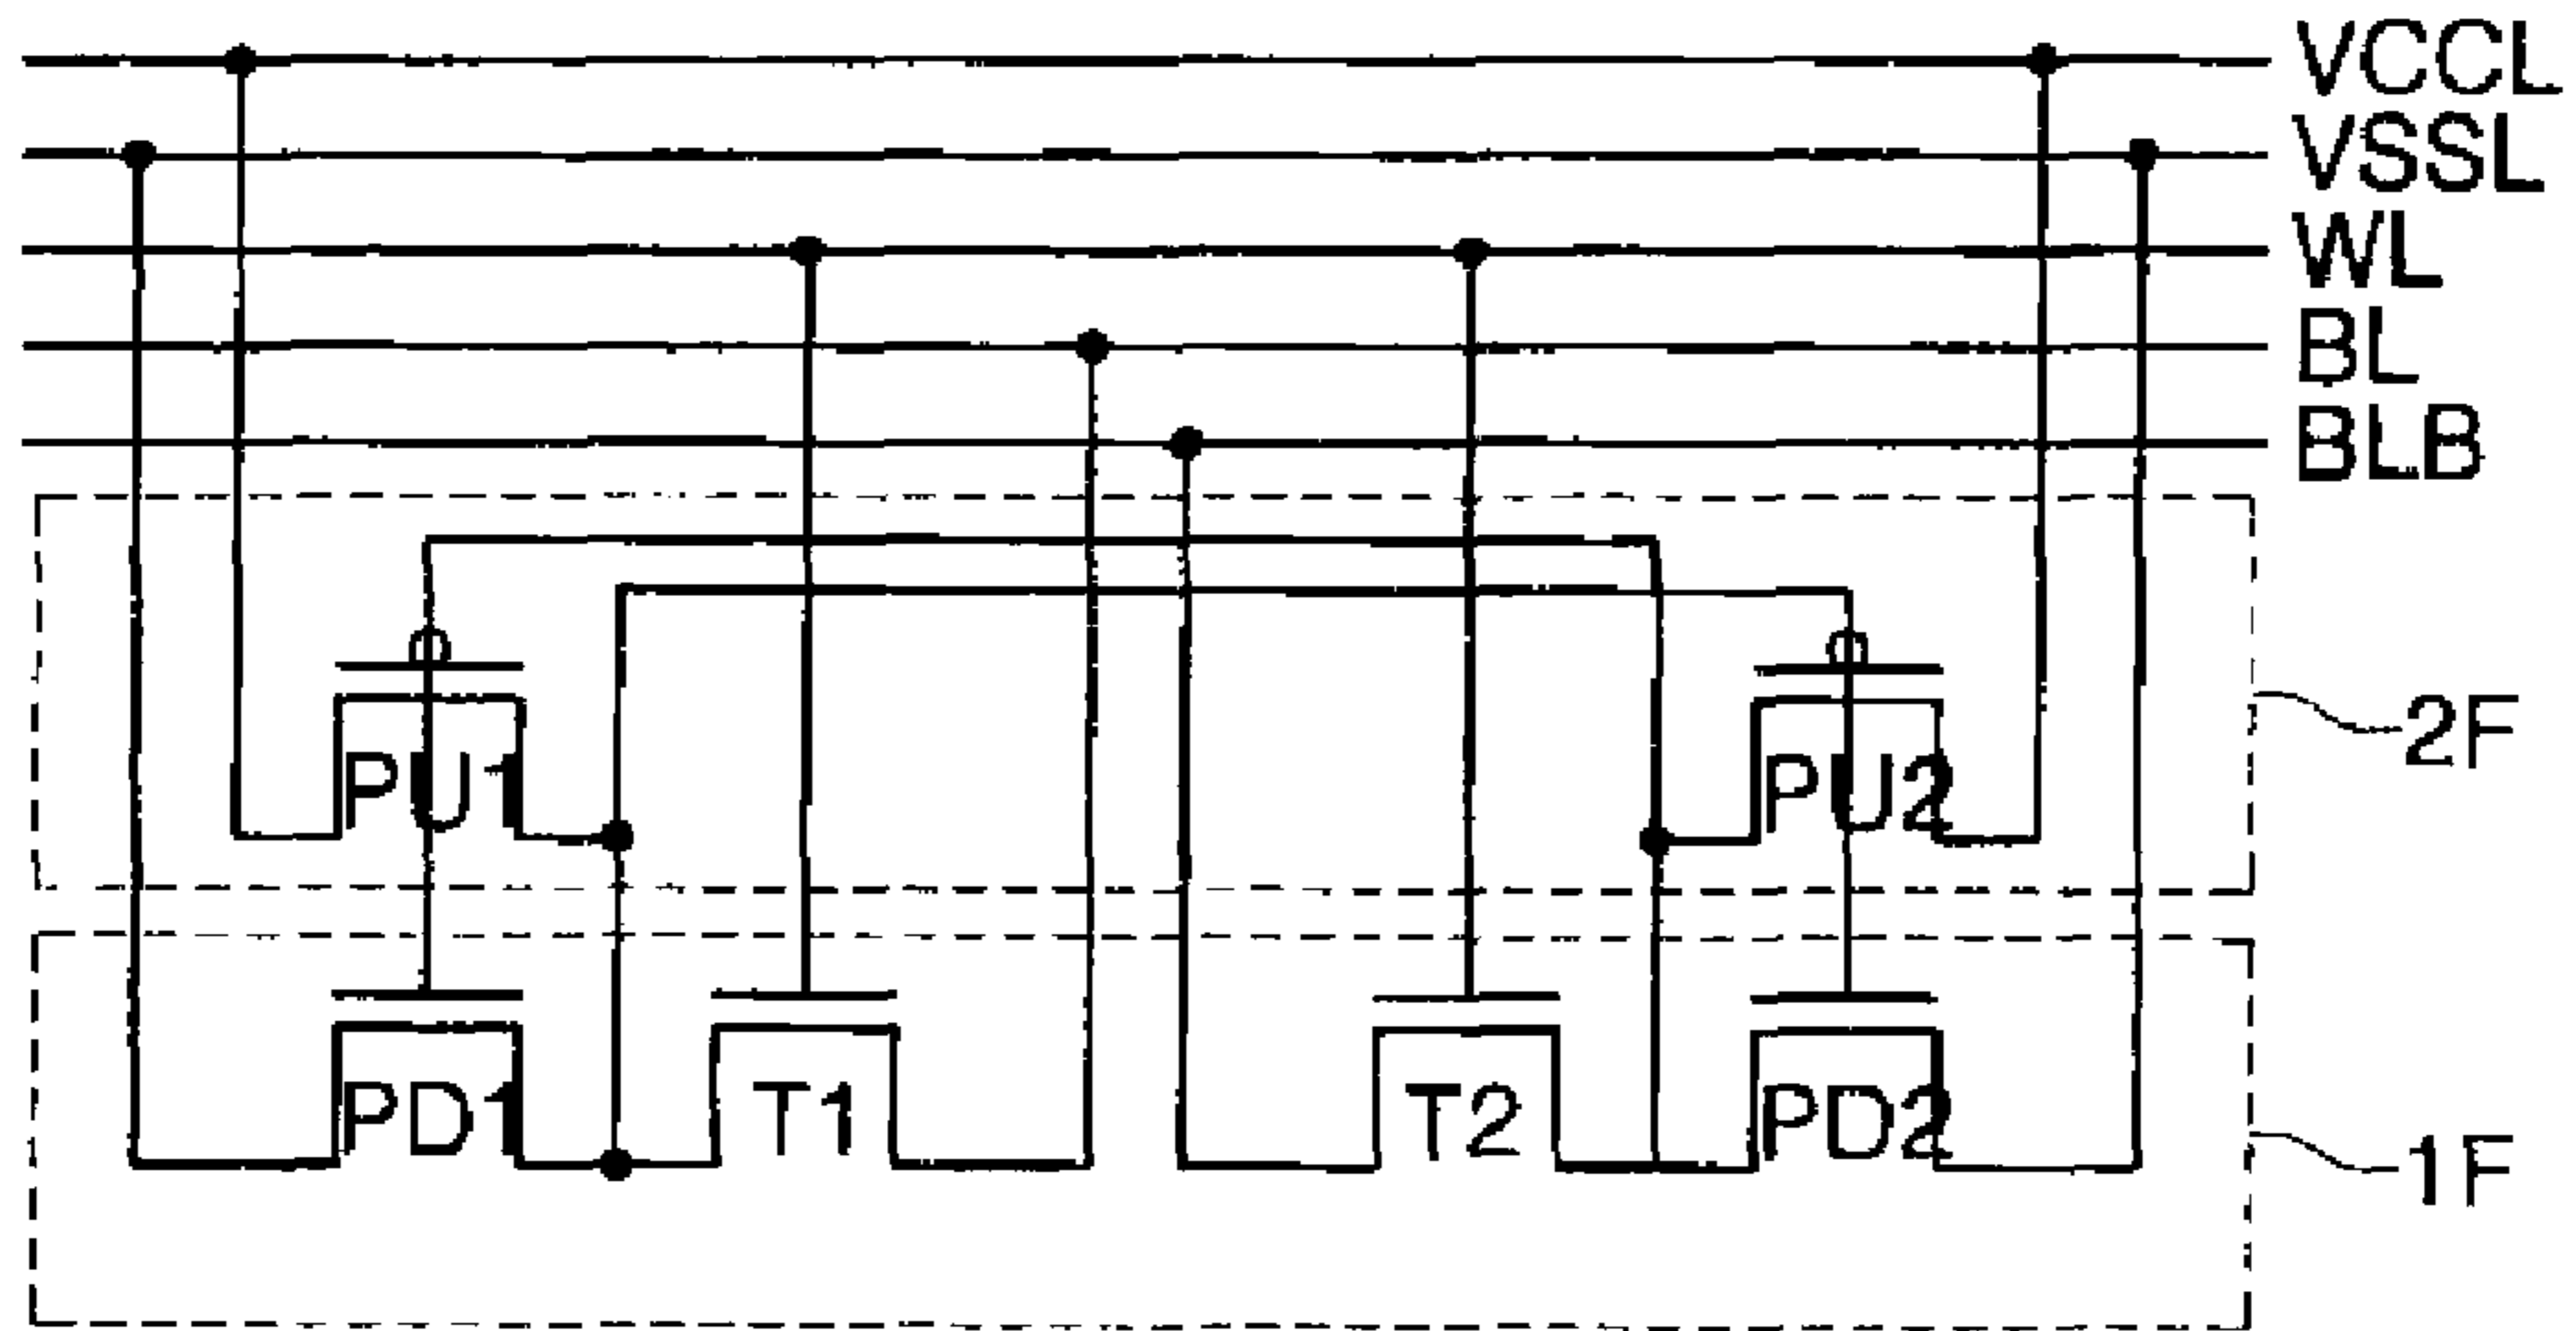 VCCL
VSSL
WL
BL
BLB
PU1
PU2
2F
PD1
T1
T2
PD2
1F